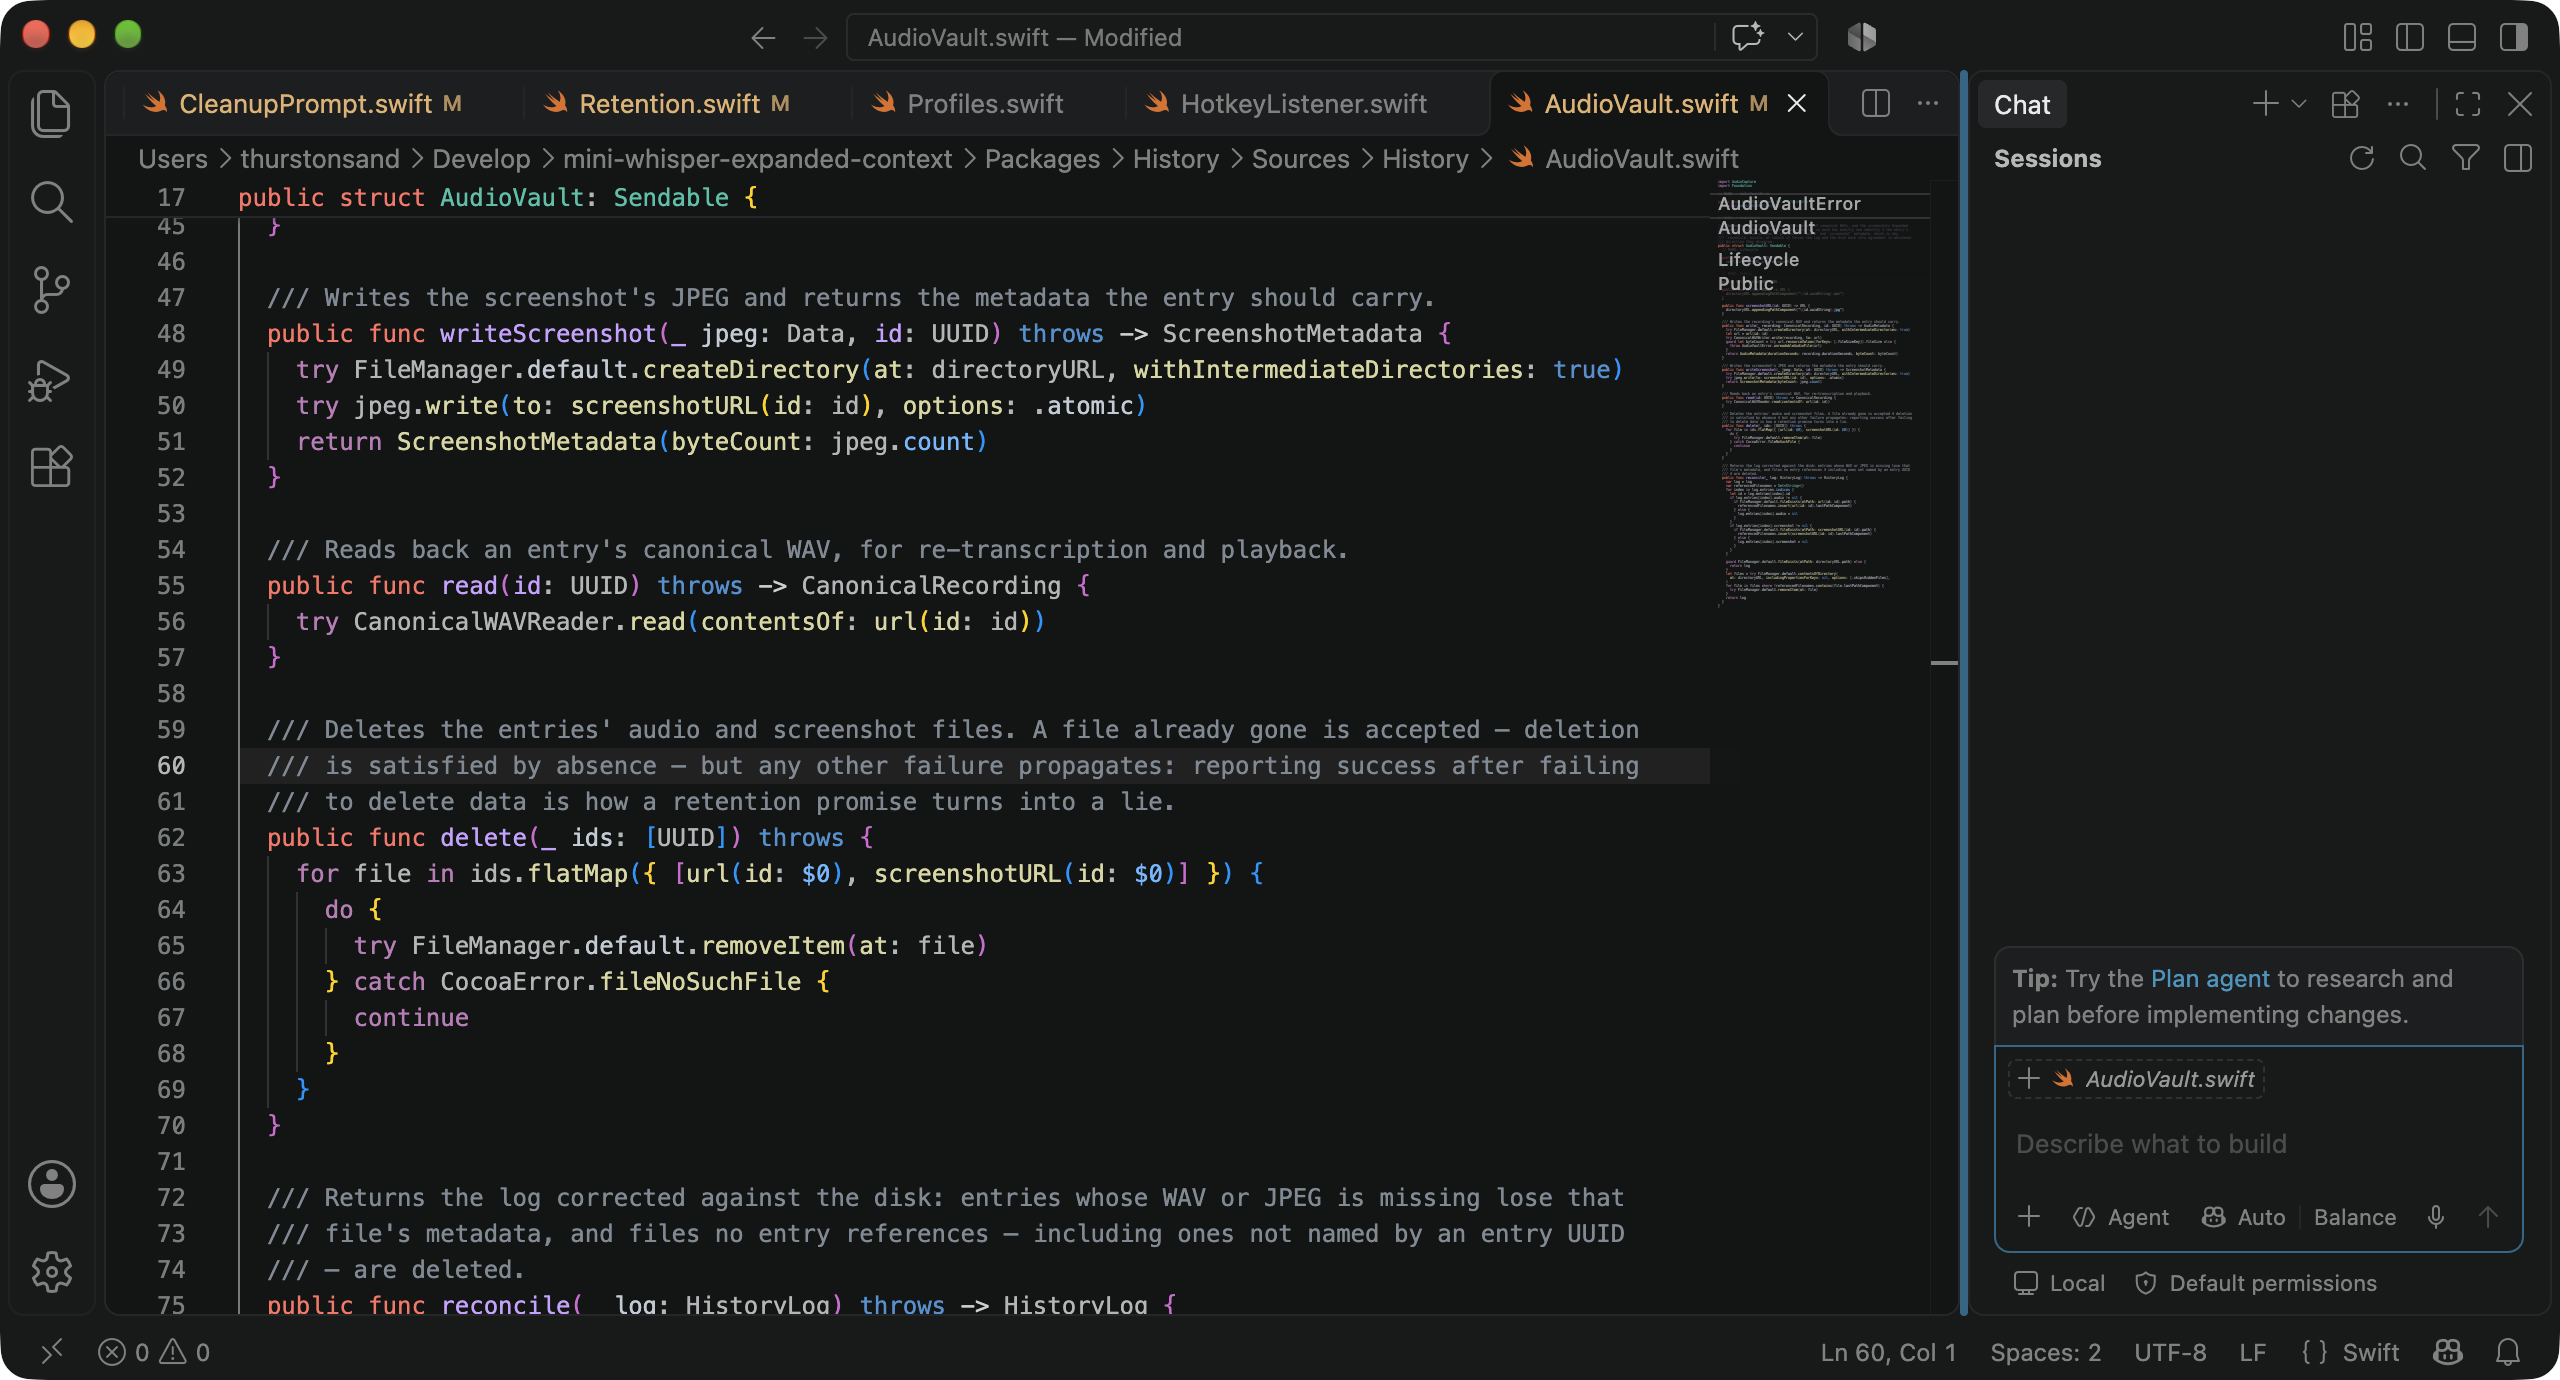 AudioVault.swift — Modified
CleanupPrompt.swift M
Retention.swift M
Profiles.swift
HotkeyListener.swift
AudioVault.swift M
Users > thurstonsand > Develop > mini-whisper-expanded-context > Packages > History > Sources > History > AudioVault.swift
17 public struct AudioVault: Sendable {
45 }
46
47 /// Writes the screenshot's JPEG and returns the metadata the entry should carry.
48 public func writeScreenshot(_ jpeg: Data, id: UUID) throws -> ScreenshotMetadata {
49 try FileManager.default.createDirectory(at: directoryURL, withIntermediateDirectories: true)
50 try jpeg.write(to: screenshotURL(id: id), options: .atomic)
51 return ScreenshotMetadata(byteCount: jpeg.count)
52 }
53
54 /// Reads back an entry's canonical WAV, for re-transcription and playback.
55 public func read(id: UUID) throws -> CanonicalRecording {
56 try CanonicalWAVReader.read(contentsOf: url(id: id))
57 }
58
59 /// Deletes the entries' audio and screenshot files. A file already gone is accepted — deletion
60 /// is satisfied by absence — but any other failure propagates: reporting success after failing
61 /// to delete data is how a retention promise turns into a lie.
62 public func delete(_ ids: [UUID]) throws {
63 for file in ids.flatMap({ [url(id: $0), screenshotURL(id: $0)] }) {
64 do {
65 try FileManager.default.removeItem(at: file)
66 } catch CocoaError.fileNoSuchFile {
67 continue
68 }
69 }
70 }
71
72 /// Returns the log corrected against the disk: entries whose WAV or JPEG is missing lose that
73 /// file's metadata, and files no entry references — including ones not named by an entry UUID
74 /// — are deleted.
75 public func reconcile(_ log: HistoryLog) throws -> HistoryLog {
AudioVaultError
AudioVault
Lifecycle
Public
Chat
Sessions
Tip: Try the Plan agent to research and
plan before implementing changes.
AudioVault.swift
Describe what to build
Agent Auto Balance
Local Default permissions
0 0
Ln 60, Col 1
Spaces: 2
UTF-8
LF
{ } Swift